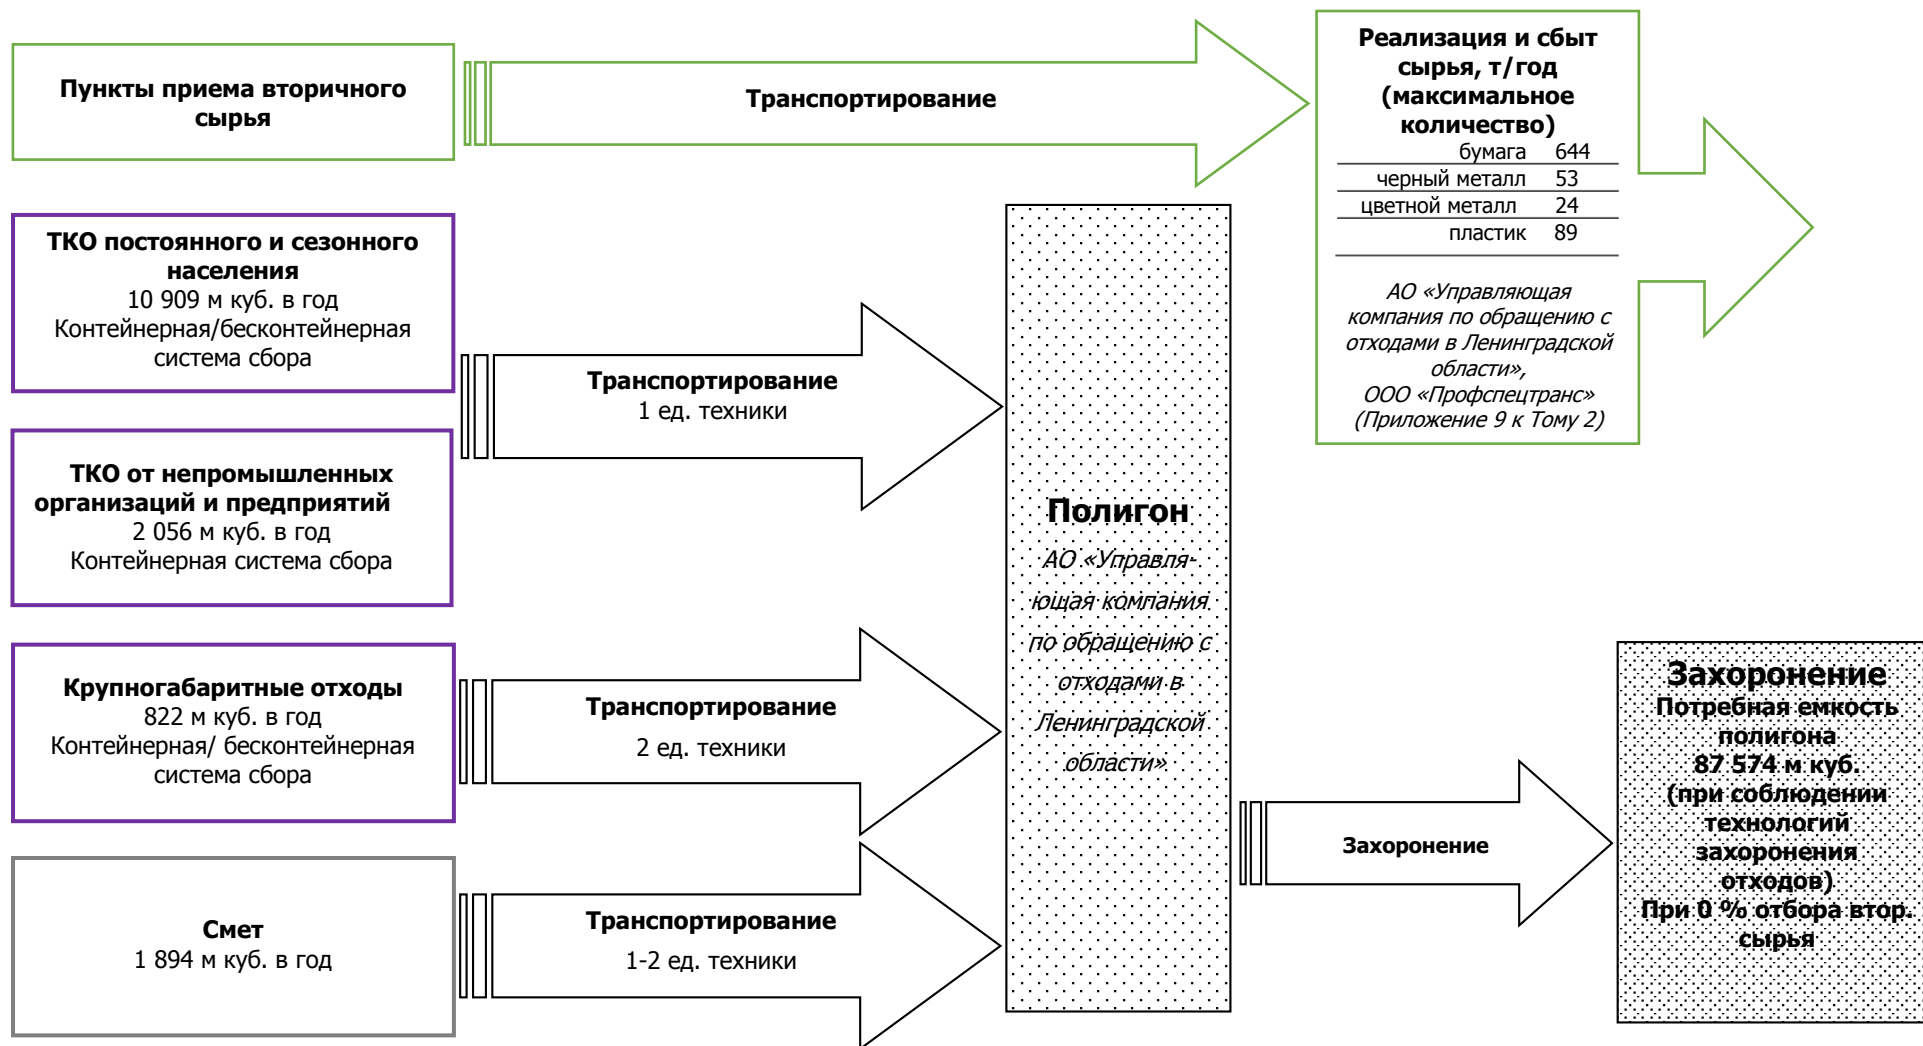 Пункты приема вторичного
сырья
Транспортирование
Реализация и сбыт
сырья, т/год
(максимальное
количество)
бумага 644
черный металл 53
цветной металл 24
пластик 89
АО «Управляющая
компания по обращению с
отходами в Ленинградской
области»,
ООО «Профспецтранс»
(Приложение 9 к Тому 2)
ТКО постоянного и сезонного
населения
10 909 м куб. в год
Контейнерная/бесконтейнерная
система сбора
Транспортирование
1 ед. техники
ТКО от непромышленных
организаций и предприятий
2 056 м куб. в год
Контейнерная система сбора
Крупногабаритные отходы
822 м куб. в год
Контейнерная/ бесконтейнерная
система сбора
Транспортирование
2 ед. техники
Смет
1 894 м куб. в год
Транспортирование
1-2 ед. техники
Полигон
АО «Управля-
ющая компания
по обращению с
отходами в
Ленинградской
области»
Захоронение
Захоронение
Потребная емкость
полигона
87 574 м куб.
(при соблюдении
технологий
захоронения
отходов)
При 0 % отбора втор.
сырья